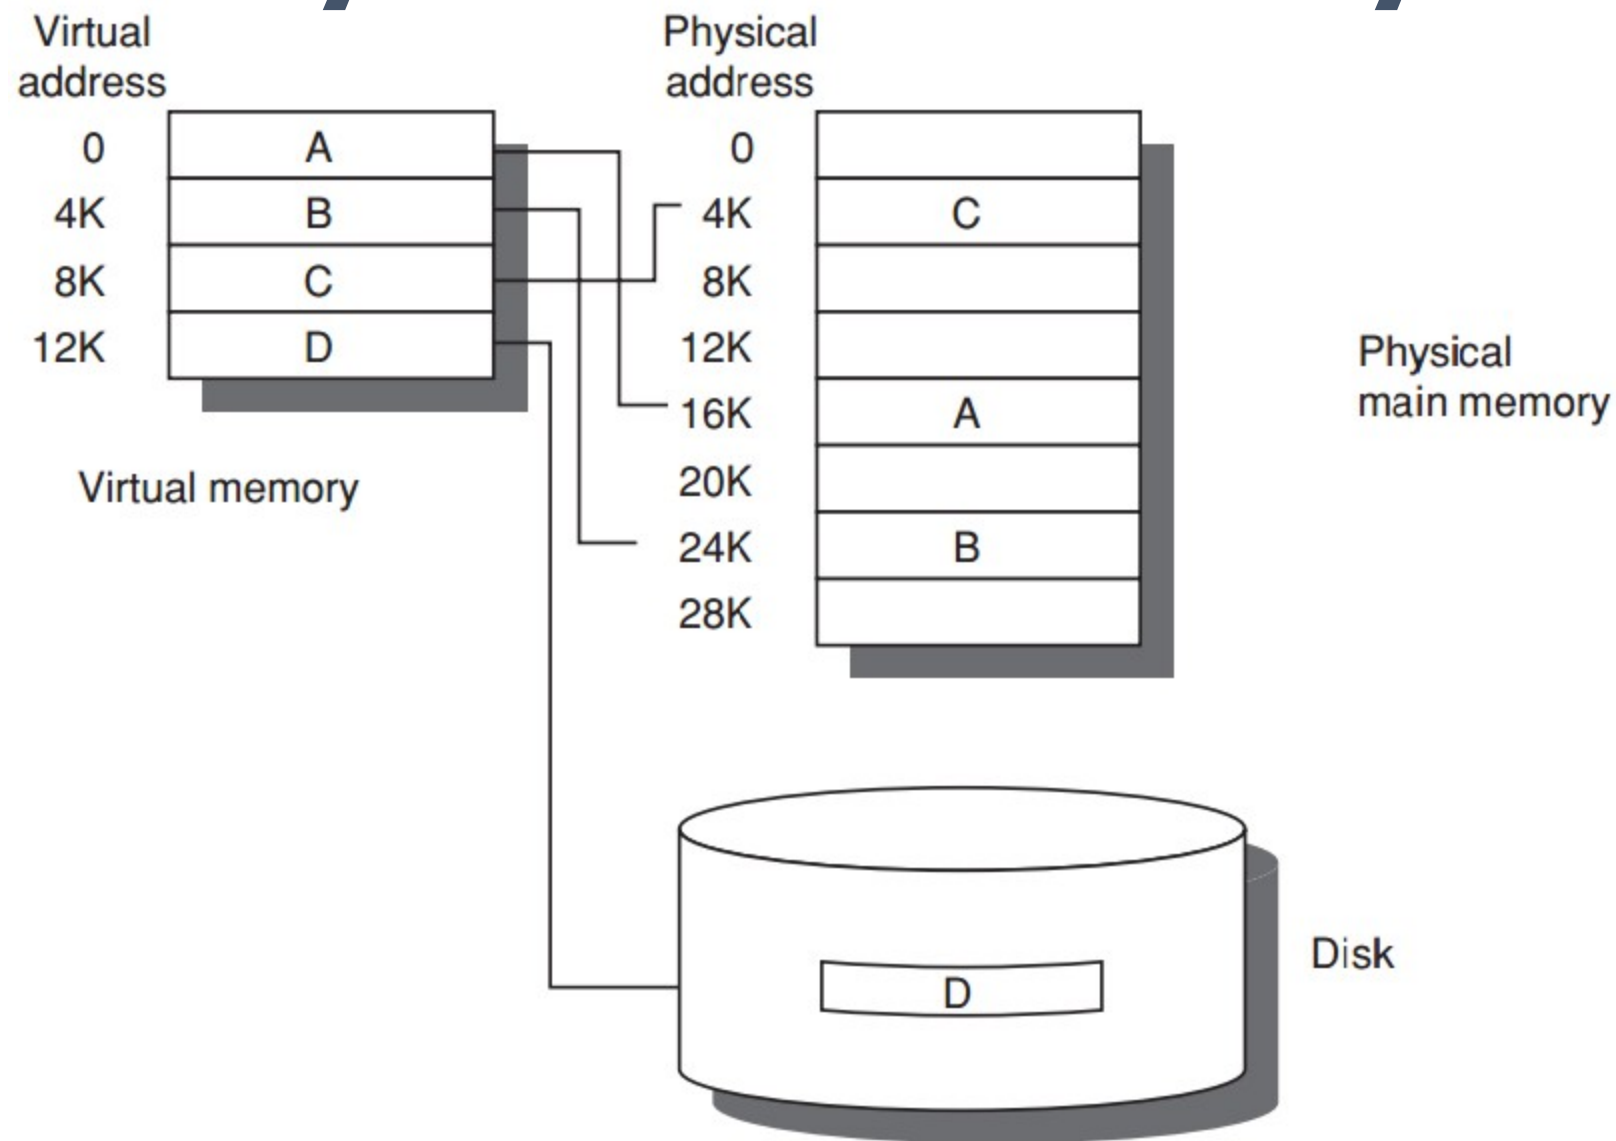 Virtual
address
0
A
4K
B
8K
C
12K
D
Virtual memory
Physical
address
0
4K
C
8K
12K
16K
A
20K
24K
B
28K
Physical
main memory
D
Disk